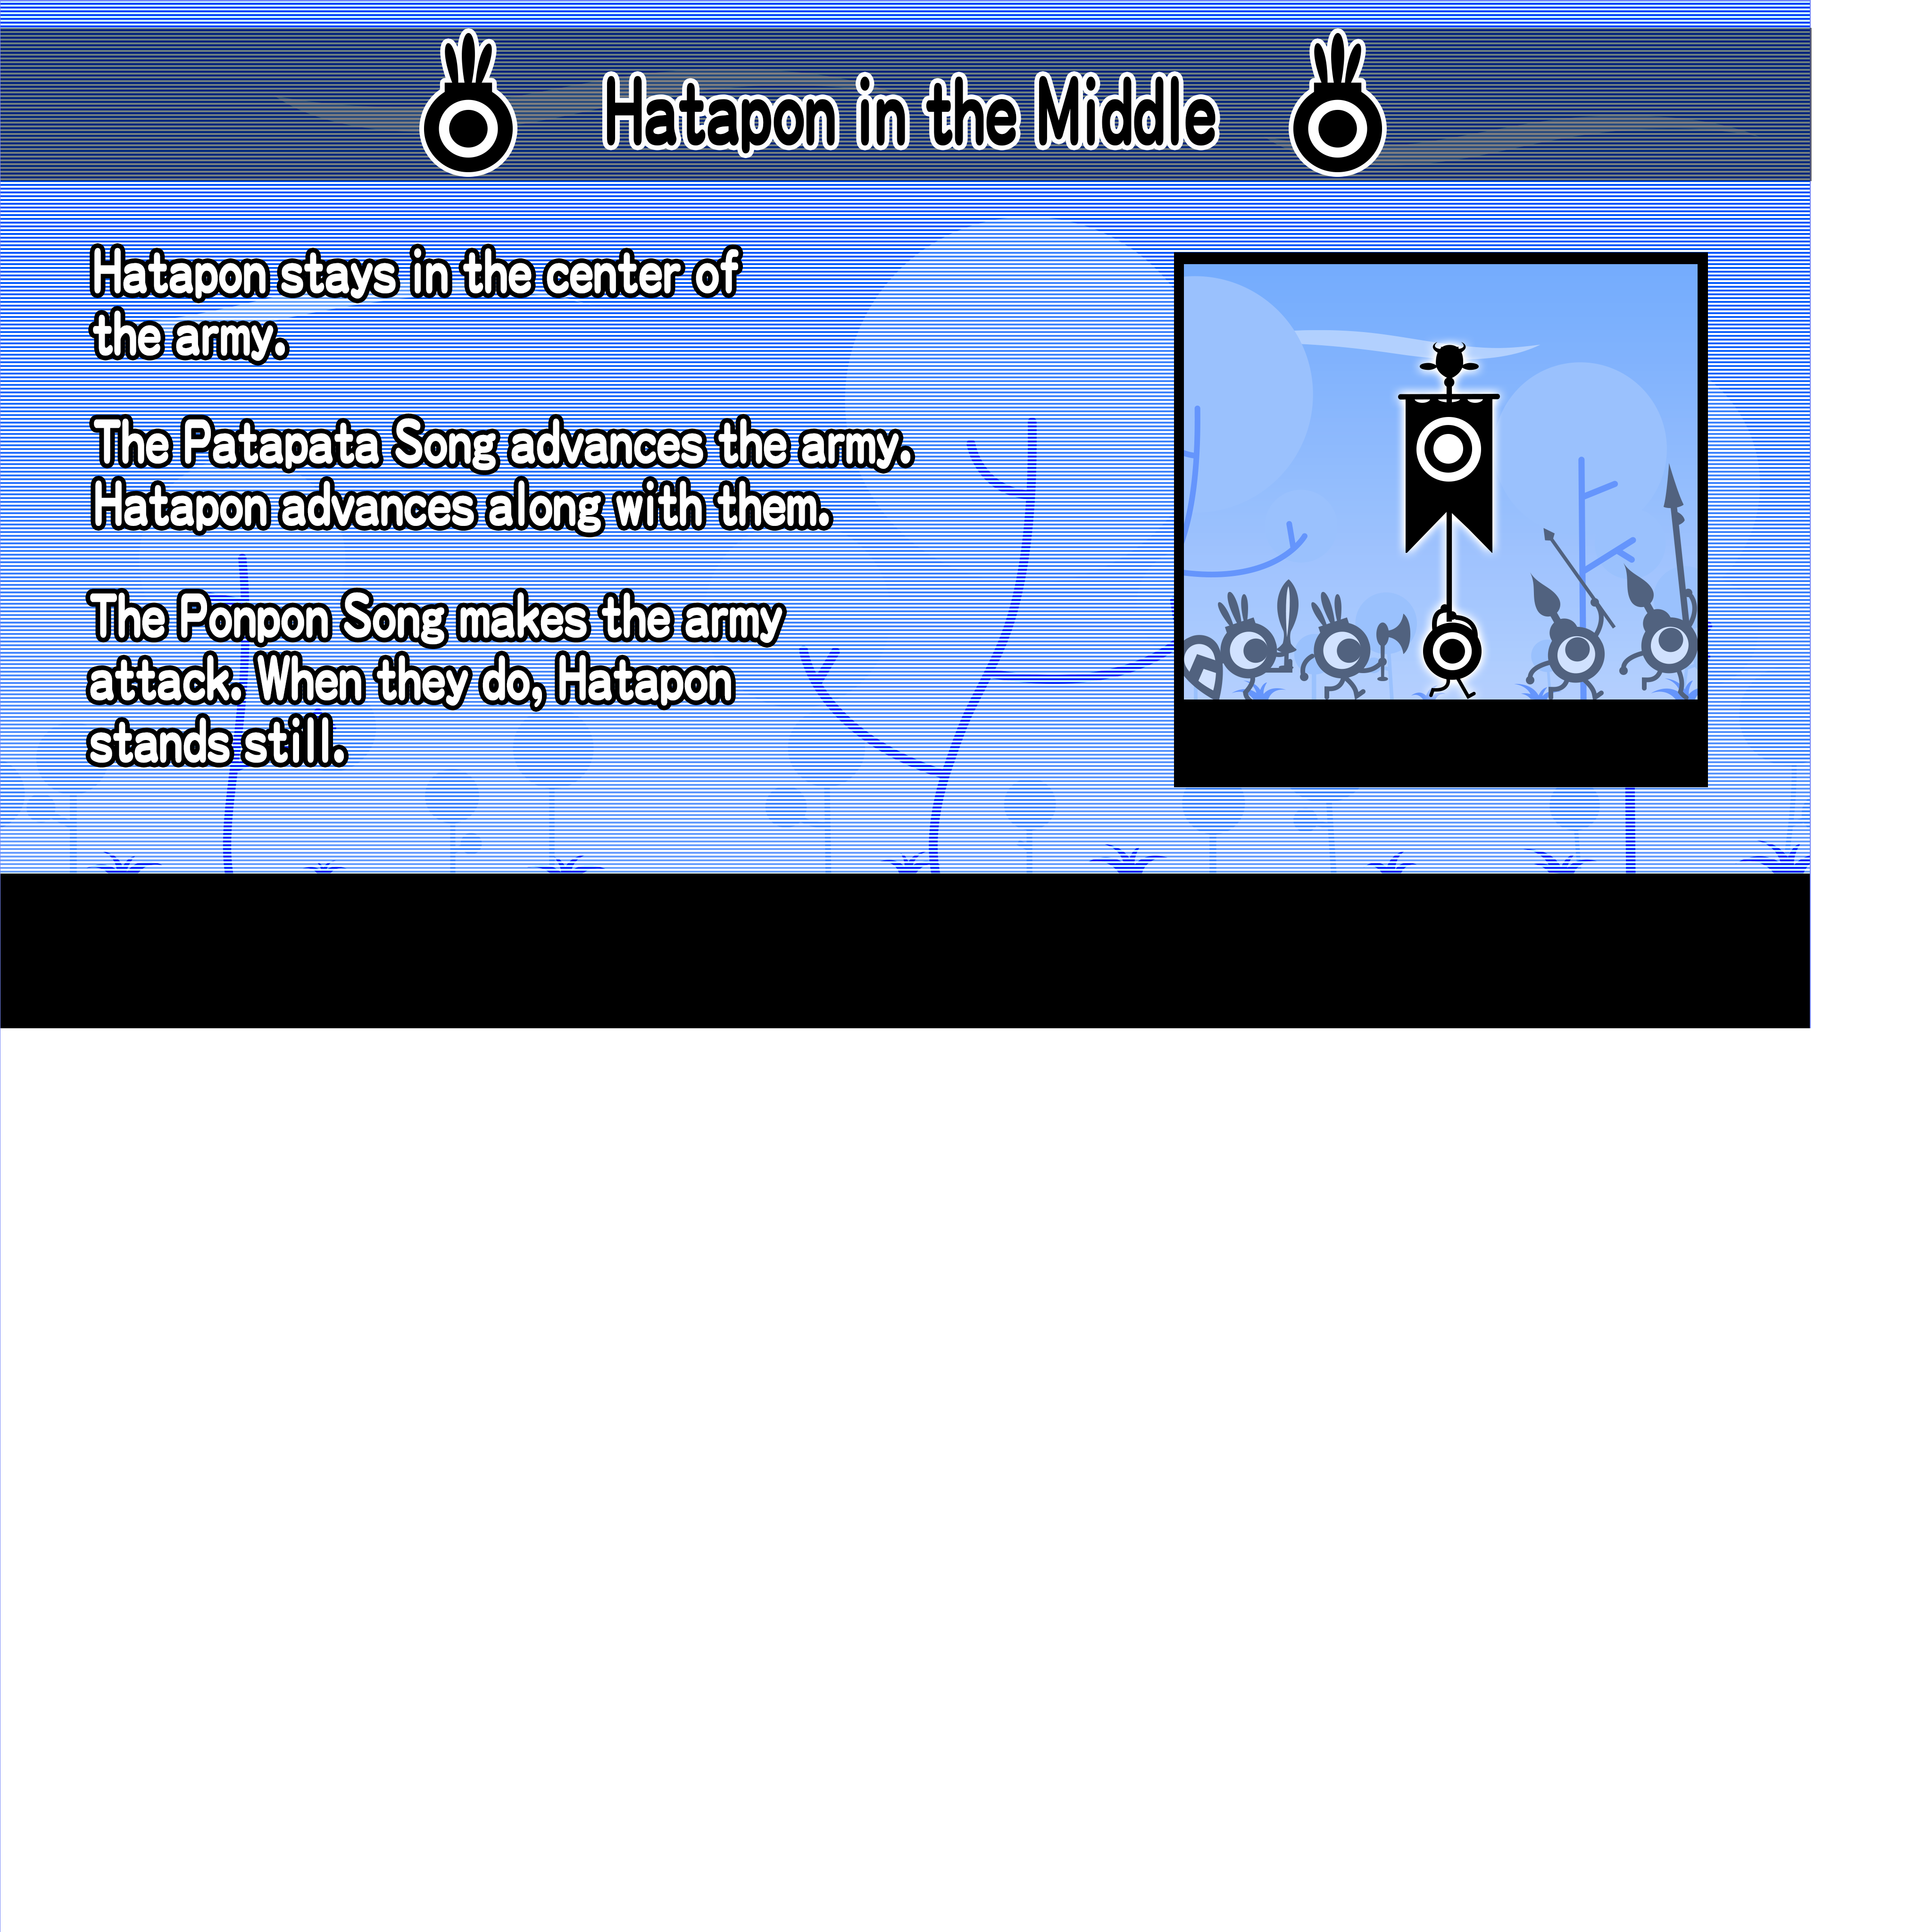 Hatapon in the Middle
Hatapon stays in the center of
the army.
The Patapata Song advances the army.
Hatapon advances along with them.
The Ponpon Song makes the army
attack. When they do, Hatapon
stands still.